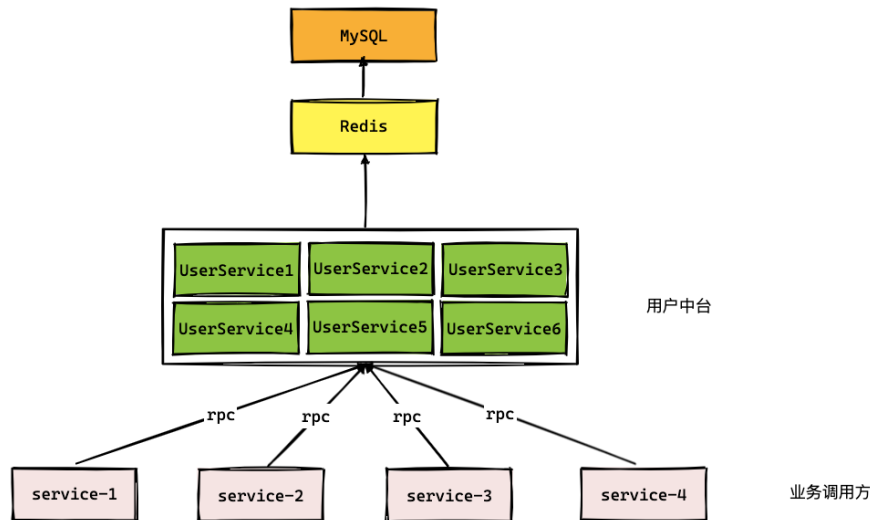 MySQL
Redis
UserService1 UserService2 UserService3
用户中台
UserService4 UserService5 UserService6
rpc rpc rpc rpc
service-1 service-2 service-3 service-4 业务调用方